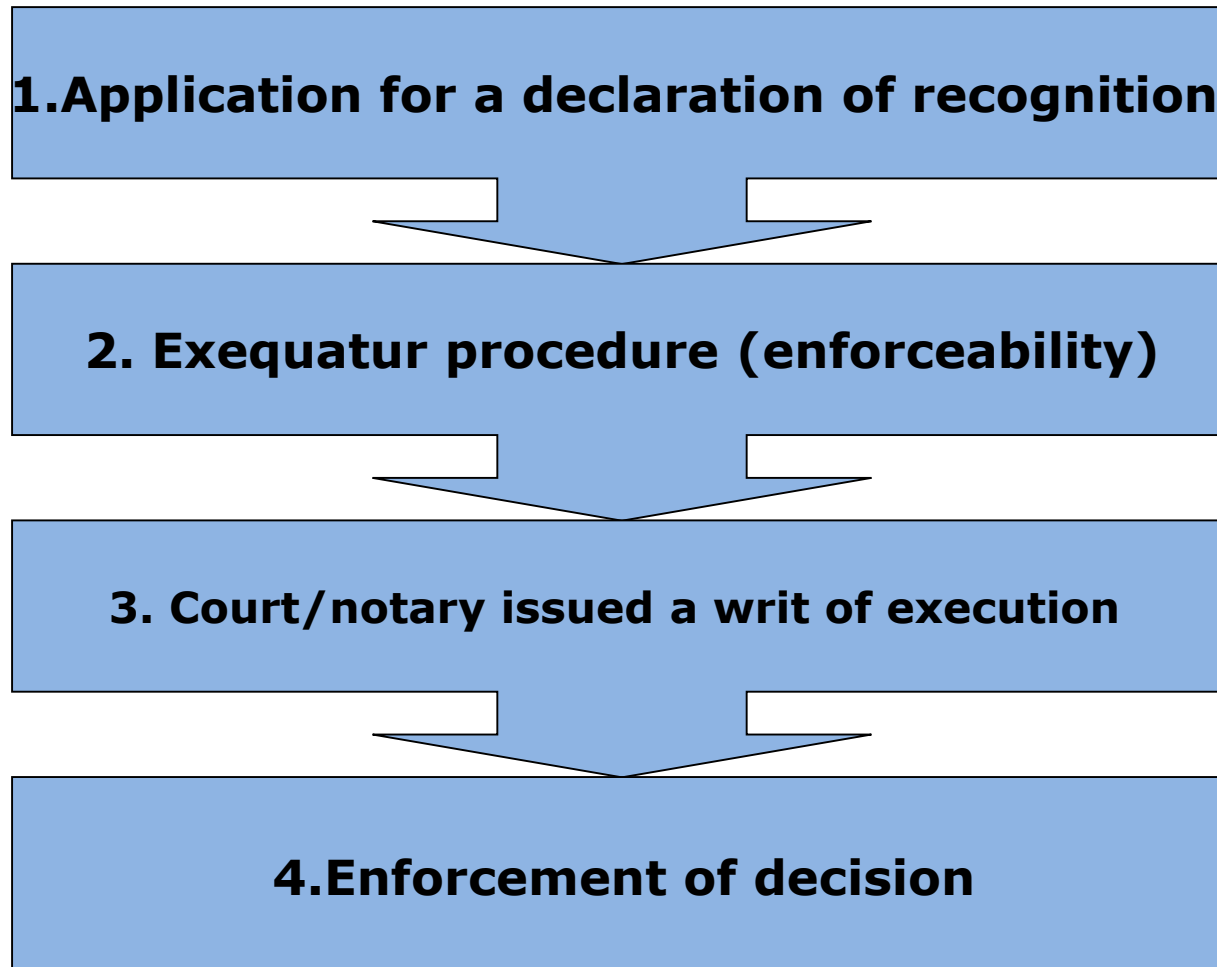 1.Application for a declaration of recognition
2. Exequatur procedure (enforceability)
3. Court/notary issued a writ of execution
4.Enforcement of decision